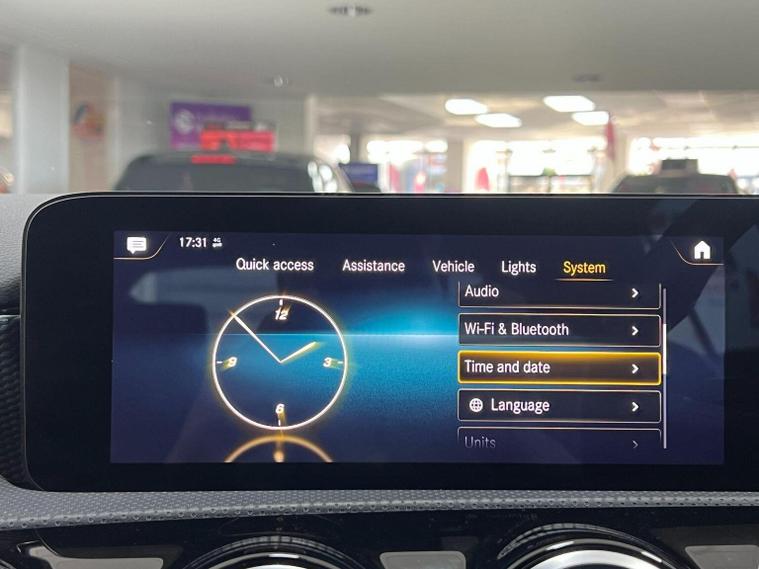 17:31 4G
Quick access Assistance Vehicle Lights System
Audio
Wi-Fi & Bluetooth
Time and date
Language
Units
12
9 3
6